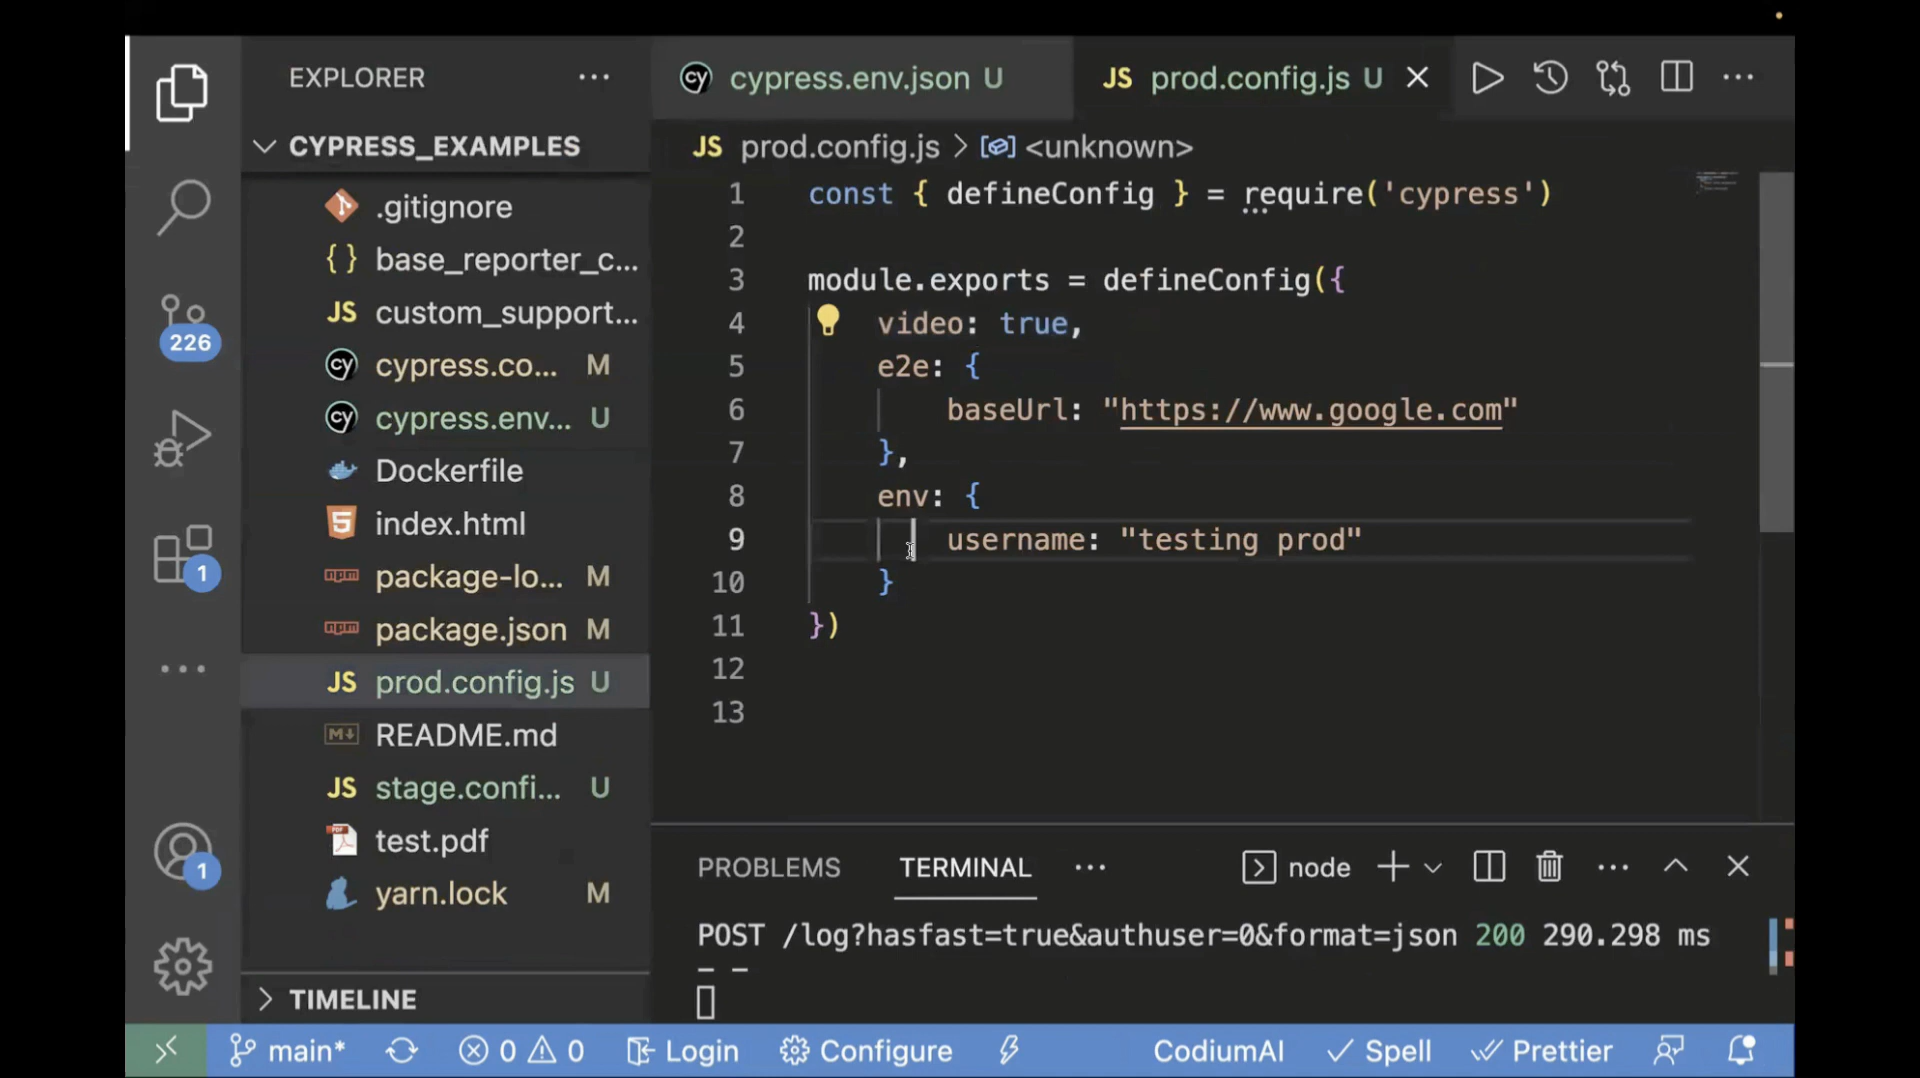 EXPLORER
CYPRESS_EXAMPLES
.gitignore
base_reporter_c...
JS custom_support...
cy cypress.co... M
cy cypress.env... U
Dockerfile
index.html
package-lo... M
package.json M
JS prod.config.js U
README.md
JS stage.confi... U
test.pdf
yarn.lock M
TIMELINE
226
1
1
cy cypress.env.json U
JS prod.config.js U
JS prod.config.js > <unknown>
1 const { defineConfig } = require('cypress')
2
3 module.exports = defineConfig({
4 video: true,
5 e2e: {
6 baseUrl: "https://www.google.com"
7 },
8 env: {
9 username: "testing prod"
10 }
11 })
12
13
PROBLEMS TERMINAL ... node
POST /log?hasfast=true&authuser=0&format=json 200 290.298 ms
- -
main* 0 0 Login Configure CodiumAI Spell Prettier